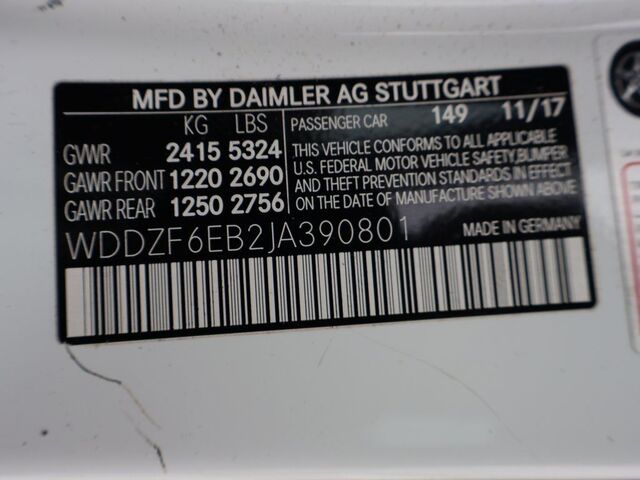 MFD BY DAIMLER AG STUTTGART
KG LBS
GVWR 2415 5324
GAWR FRONT 1220 2690
GAWR REAR 1250 2756
PASSENGER CAR 149 11/17
THIS VEHICLE CONFORMS TO ALL APPLICABLE
U.S. FEDERAL MOTOR VEHICLE SAFETY, BUMPER
AND THEFT PREVENTION STANDARDS IN EFFECT
ON THE DATE OF MANUFACTURE SHOWN ABOVE
WDDZF6EB2JA390801
MADE IN GERMANY